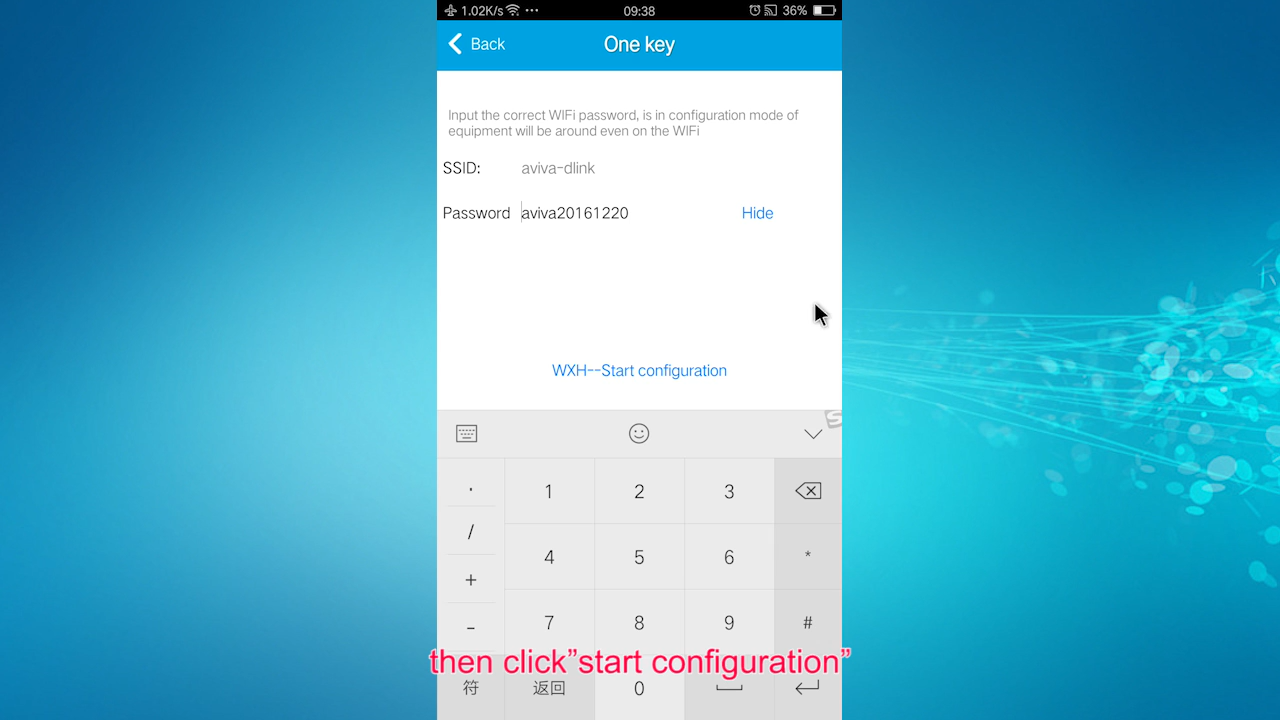 1.02K/s ··· 09:38 36%
Back One key
Input the correct WIFi password, is in configuration mode of
equipment will be around even on the WIFi
SSID: aviva-dlink
Password aviva20161220 Hide
WXH--Start configuration
S
. 1 2 3
/ 4 5 6 *
+
- 7 8 9 #
then click”start configuration”
符 返回 0